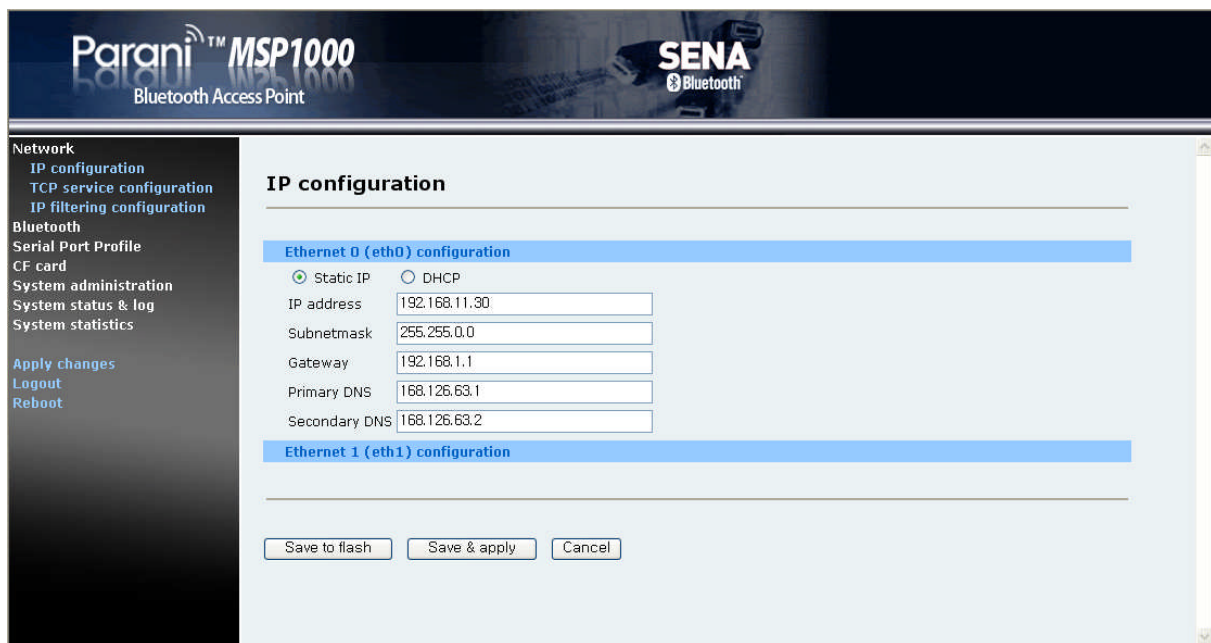 Parani™ MSP1000
Bluetooth Access Point
SENA
Bluetooth
Network
IP configuration
TCP service configuration
IP filtering configuration
Bluetooth
Serial Port Profile
CF card
System administration
System status & log
System statistics
Apply changes
Logout
Reboot
IP configuration
Ethernet 0 (eth0) configuration
Static IP DHCP
IP address 192.168.11.30
Subnetmask 255.255.0.0
Gateway 192.168.1.1
Primary DNS 168.126.63.1
Secondary DNS 168.126.63.2
Ethernet 1 (eth1) configuration
Save to flash Save & apply Cancel